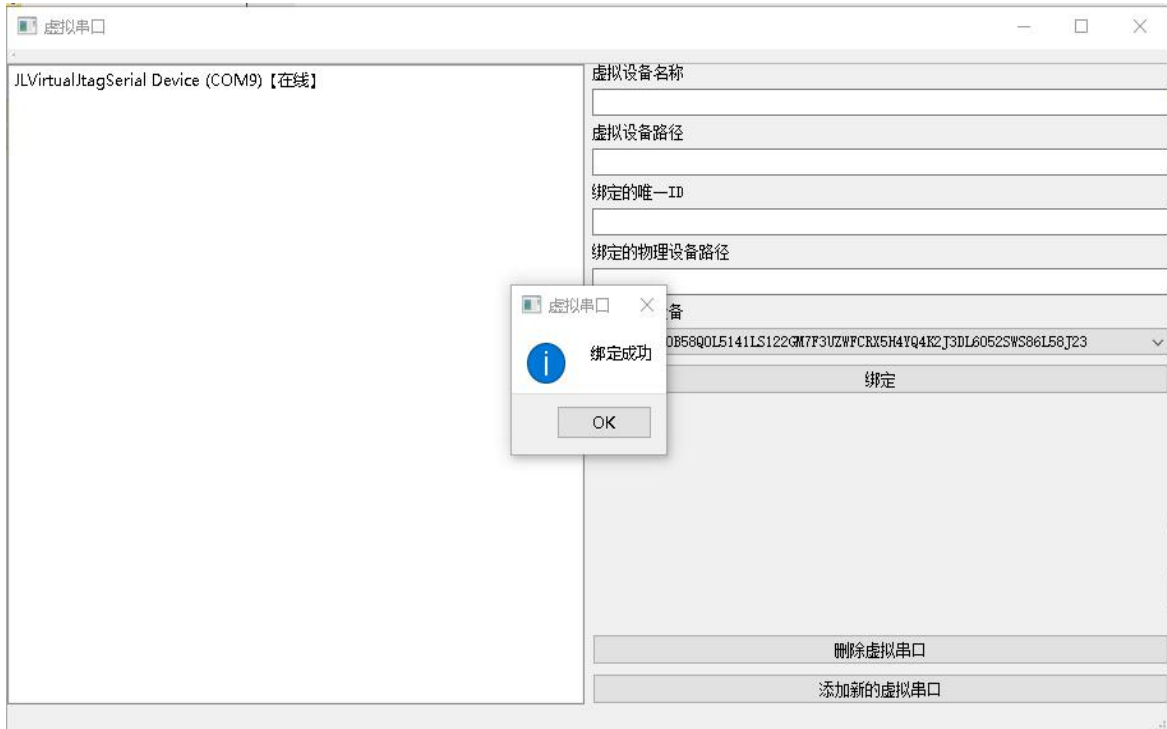 虚拟串口
JLVirtualJtagSerial Device (COM9)【在线】
虚拟设备名称
虚拟设备路径
绑定的唯一ID
绑定的物理设备路径
备
0B58Q0L5141LS122GM7F3UZWFCRX5H4YQ4K2J3DL6052SWS86L58J23
绑定
虚拟串口
绑定成功
OK
删除虚拟串口
添加新的虚拟串口